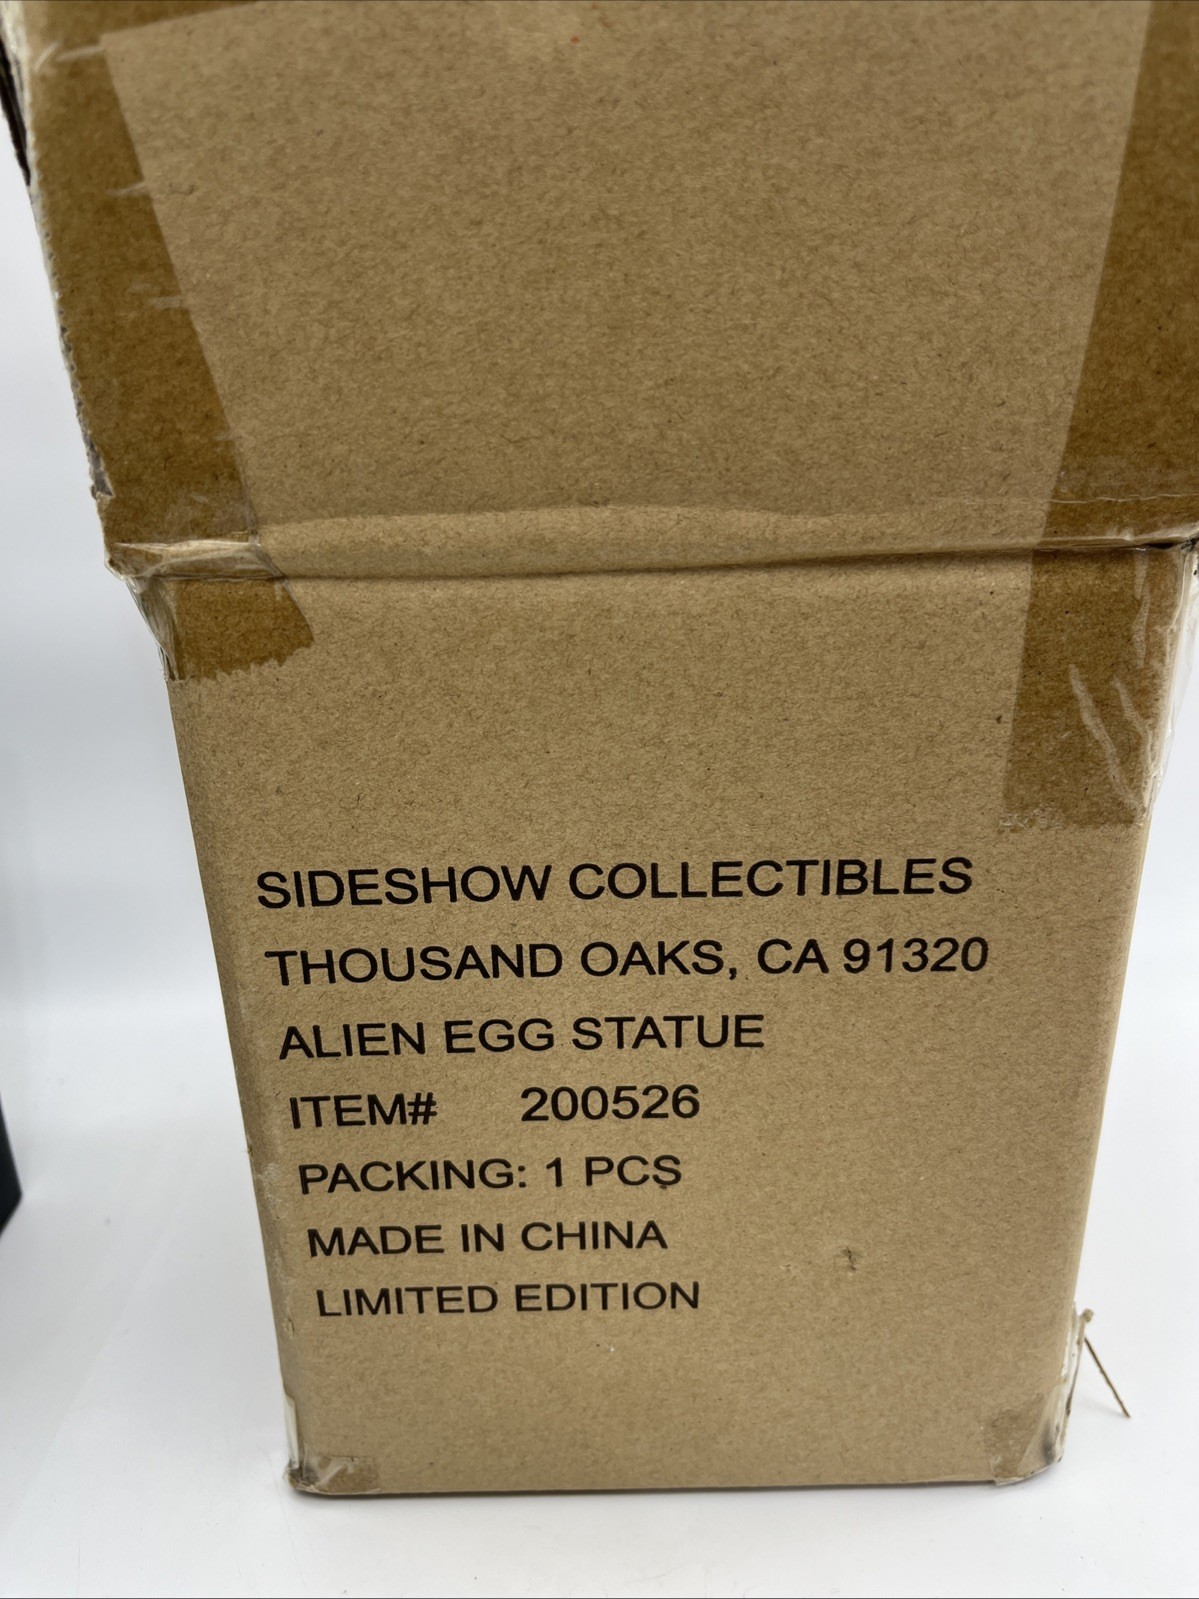 SIDESHOW COLLECTIBLES
THOUSAND OAKS, CA 91320
ALIEN EGG STATUE
ITEM# 200526
PACKING: 1 PCS
MADE IN CHINA
LIMITED EDITION